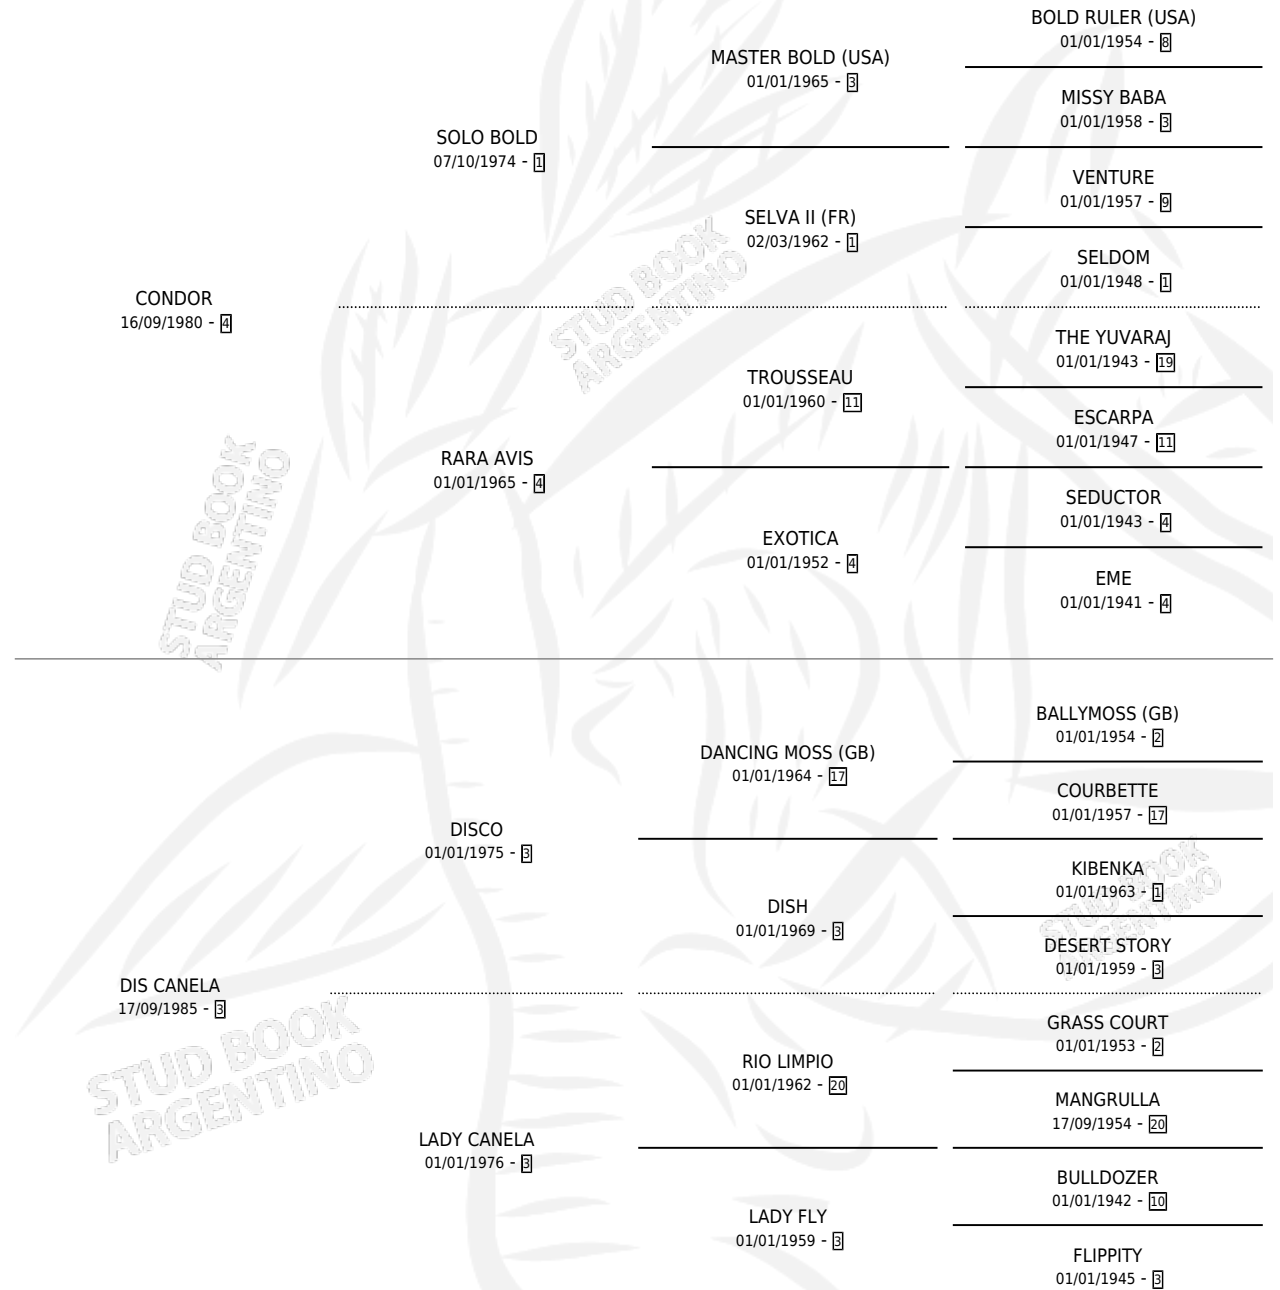 BOLD RULER (USA)
01/01/1954 - 8
MASTER BOLD (USA)
01/01/1965 - 3
MISSY BABA
01/01/1958 - 3
SOLO BOLD
07/10/1974 - 1
VENTURE
01/01/1957 - 9
SELVA II (FR)
02/03/1962 - 1
SELDOM
01/01/1948 - 1
STUD BOOK
ARGENTINO
CONDOR
16/09/1980 - 4
THE YUVARAJ
01/01/1943 - 19
TROUSSEAU
01/01/1960 - 11
ESCARPA
01/01/1947 - 11
RARA AVIS
01/01/1965 - 4
SEDUCTOR
01/01/1943 - 4
EXOTICA
01/01/1952 - 4
EME
01/01/1941 - 4
STUD BOOK
ARGENTINO
BALLYMOSS (GB)
01/01/1954 - 2
DANCING MOSS (GB)
01/01/1964 - 17
COURBETTE
01/01/1957 - 17
DISCO
01/01/1975 - 3
KIBENKA
01/01/1963 - 1
DISH
01/01/1969 - 3
DESERT STORY
01/01/1959 - 3
STUD BOOK
ARGENTINO
DIS CANELA
17/09/1985 - 3
GRASS COURT
01/01/1953 - 2
RIO LIMPIO
01/01/1962 - 20
MANGRULLA
17/09/1954 - 20
STUD BOOK
ARGENTINO
LADY CANELA
01/01/1976 - 3
BULLDOZER
01/01/1942 - 10
LADY FLY
01/01/1959 - 3
FLIPPITY
01/01/1945 - 3